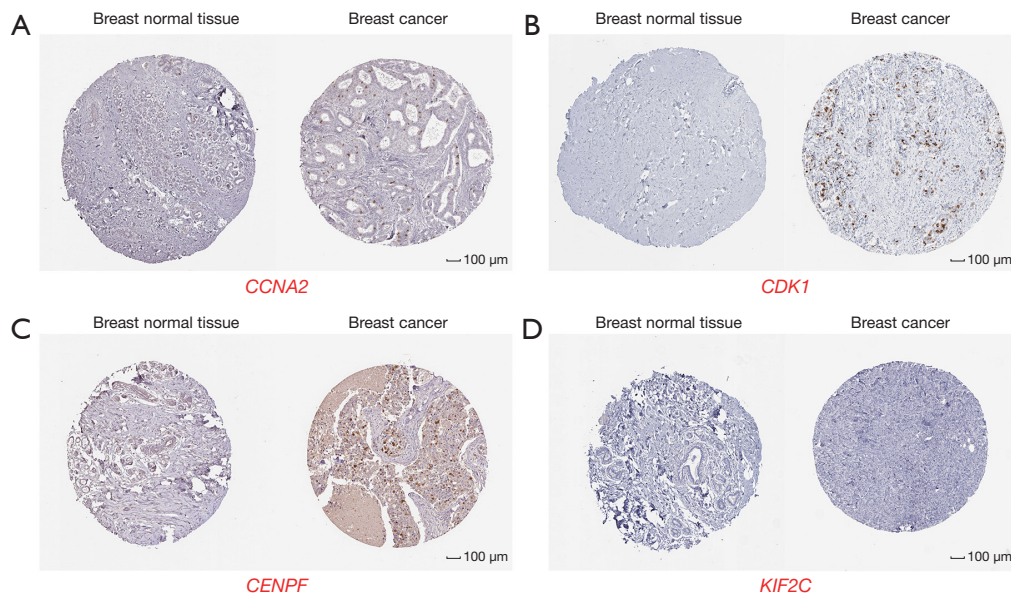 A
Breast normal tissue
Breast cancer
100 µm
CCNA2
B
Breast normal tissue
Breast cancer
100 µm
CDK1
C
Breast normal tissue
Breast cancer
100 µm
CENPF
D
Breast normal tissue
Breast cancer
100 µm
KIF2C